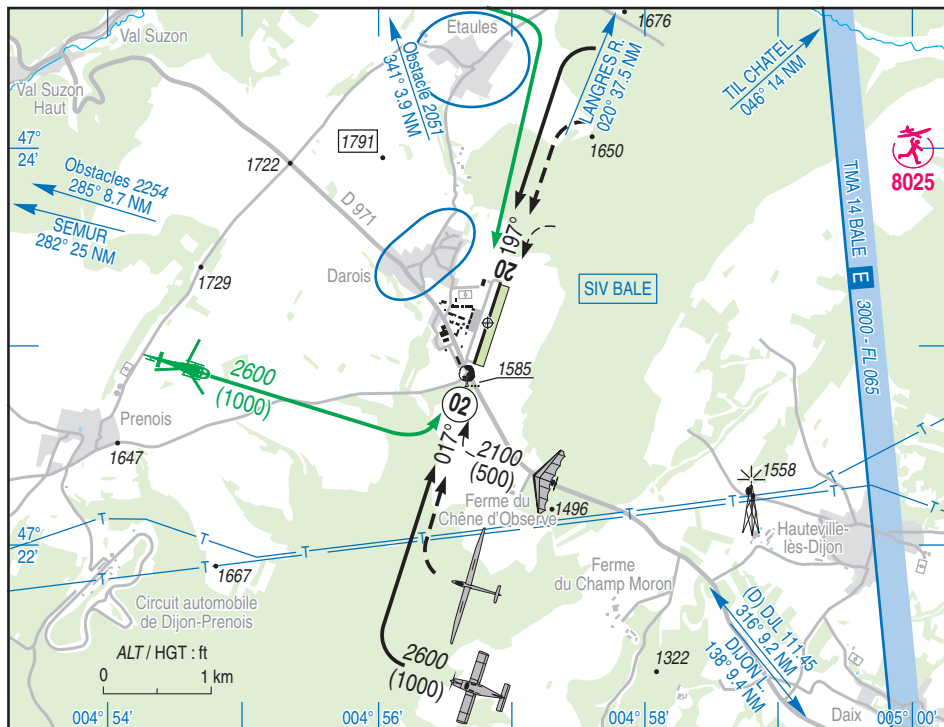 1676
Val Suzon
Etaules
Val Suzon
Haut
Obstacle 2051
341° 3.9 NM
LANGRES R.
020° 37.5 NM
TIL CHATEL
046° 14 NM
47°
24'
1791
1722
1650
8025
Obstacles 2254
285° 8.7 NM
SEMUR
282° 25 NM
D 971
TMA 14 BALE E 3000 - FL 065
197°
20
Darois
1729
SIV BALE
2600
(1000)
1585
02
Prenois
017°
2100
(500)
1647
1558
Ferme du
Chêne d'Observe
1496
Hauteville-
lès-Dijon
T
T
T
T
T
T
T
47°
22'
1667
Ferme
du Champ Moron
Circuit automobile
de Dijon-Prenois
(D) DJL 111.45
316° 9.2 NM
DIJON L.
138° 9.4 NM
ALT / HGT : ft
0 1 km
2600
(1000)
1322
Daix
004° 54'
004° 56'
004° 58'
005° 00'